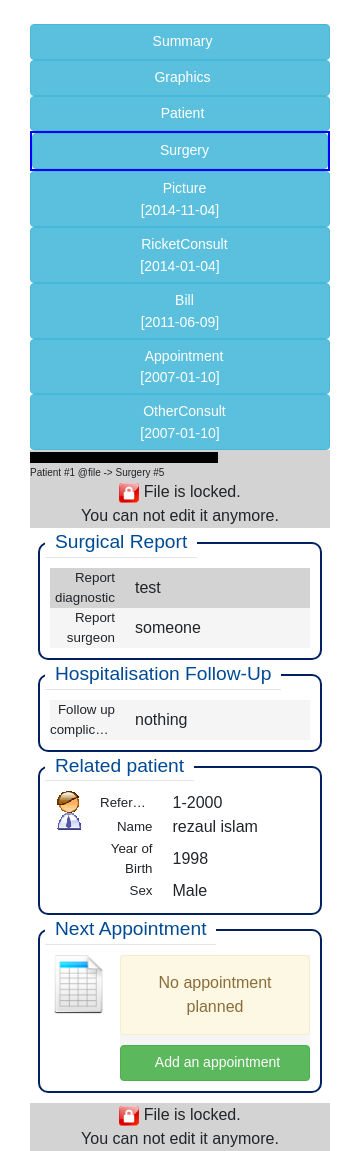 Summary
Graphics
Patient
Surgery
Picture
[2014-11-04]
RicketConsult
[2014-01-04]
Bill
[2011-06-09]
Appointment
[2007-01-10]
OtherConsult
[2007-01-10]
Patient #1 @file -> Surgery #5
File is locked.
You can not edit it anymore.
Surgical Report
Report
diagnostic
test
Report
surgeon
someone
Hospitalisation Follow-Up
Follow up
complic…
nothing
Related patient
Refer… 1-2000
Name rezaul islam
Year of
Birth
1998
Sex Male
Next Appointment
No appointment
planned
Add an appointment
File is locked.
You can not edit it anymore.